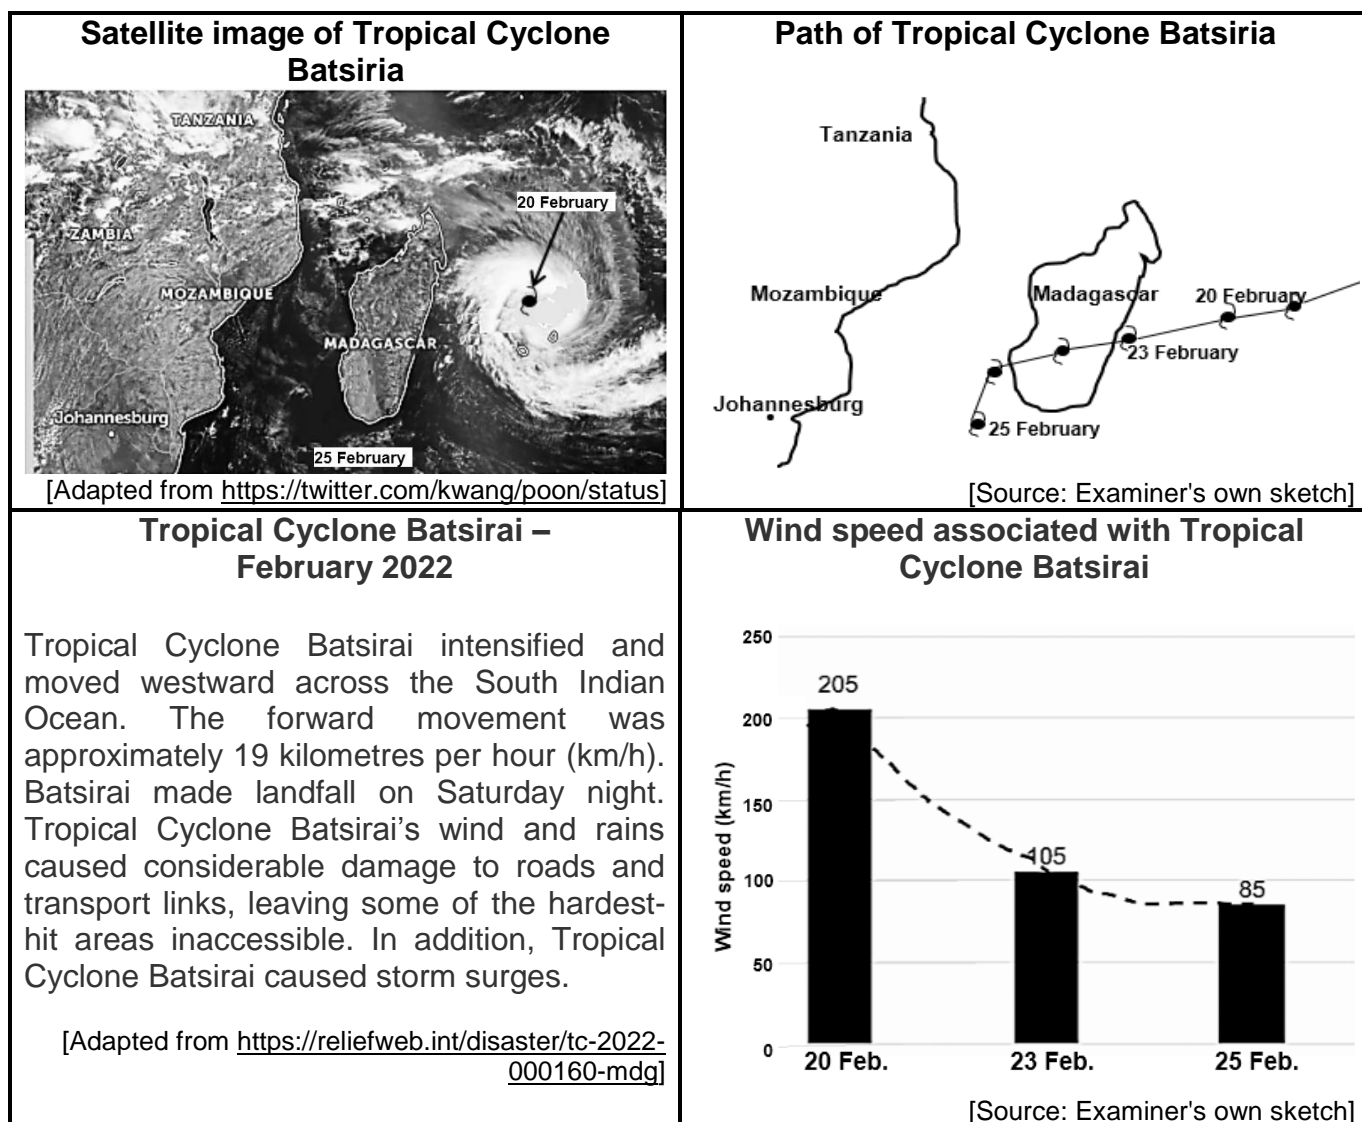 Satellite image of Tropical Cyclone
Batsiria
TANZANIA
20 February
ZAMBIA
MOZAMBIQUE
MADAGASCAR
Johannesburg
25 February
[Adapted from https://twitter.com/kwang/poon/status]
Path of Tropical Cyclone Batsiria
Tanzania
Mozambique
Madagascar
20 February
23 February
Johannesburg
25 February
[Source: Examiner's own sketch]
Tropical Cyclone Batsirai –
February 2022
Tropical Cyclone Batsirai intensified and
moved westward across the South Indian
Ocean. The forward movement was
approximately 19 kilometres per hour (km/h).
Batsirai made landfall on Saturday night.
Tropical Cyclone Batsirai’s wind and rains
caused considerable damage to roads and
transport links, leaving some of the hardest-
hit areas inaccessible. In addition, Tropical
Cyclone Batsirai caused storm surges.
[Adapted from https://reliefweb.int/disaster/tc-2022-
000160-mdg]
Wind speed associated with Tropical
Cyclone Batsirai
Wind speed (km/h)
250
200
150
100
50
0
205
105
85
20 Feb.
23 Feb.
25 Feb.
[Source: Examiner's own sketch]